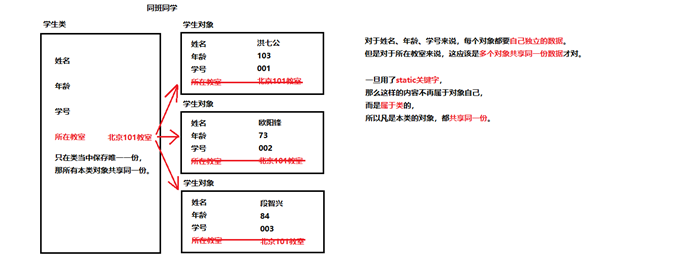 同班同学
学生类
姓名
年龄
学号
所在教室 北京101教室
只在类当中保存唯一一份，
那所有本类对象共享同一份。
学生对象
姓名 洪七公
年龄 103
学号 001
所在教室 北京101教室
学生对象
姓名 欧阳锋
年龄 73
学号 002
所在教室 北京101教室
学生对象
姓名 段智兴
年龄 84
学号 003
所在教室 北京101教室
对于姓名、年龄、学号来说，每个对象都要自己独立的数据。
但是对于所在教室来说，这应该是多个对象共享同一份数据才对。
一旦用了static关键字，
那么这样的内容不再属于对象自己，
而是属于类的，
所以凡是本类的对象，都共享同一份。